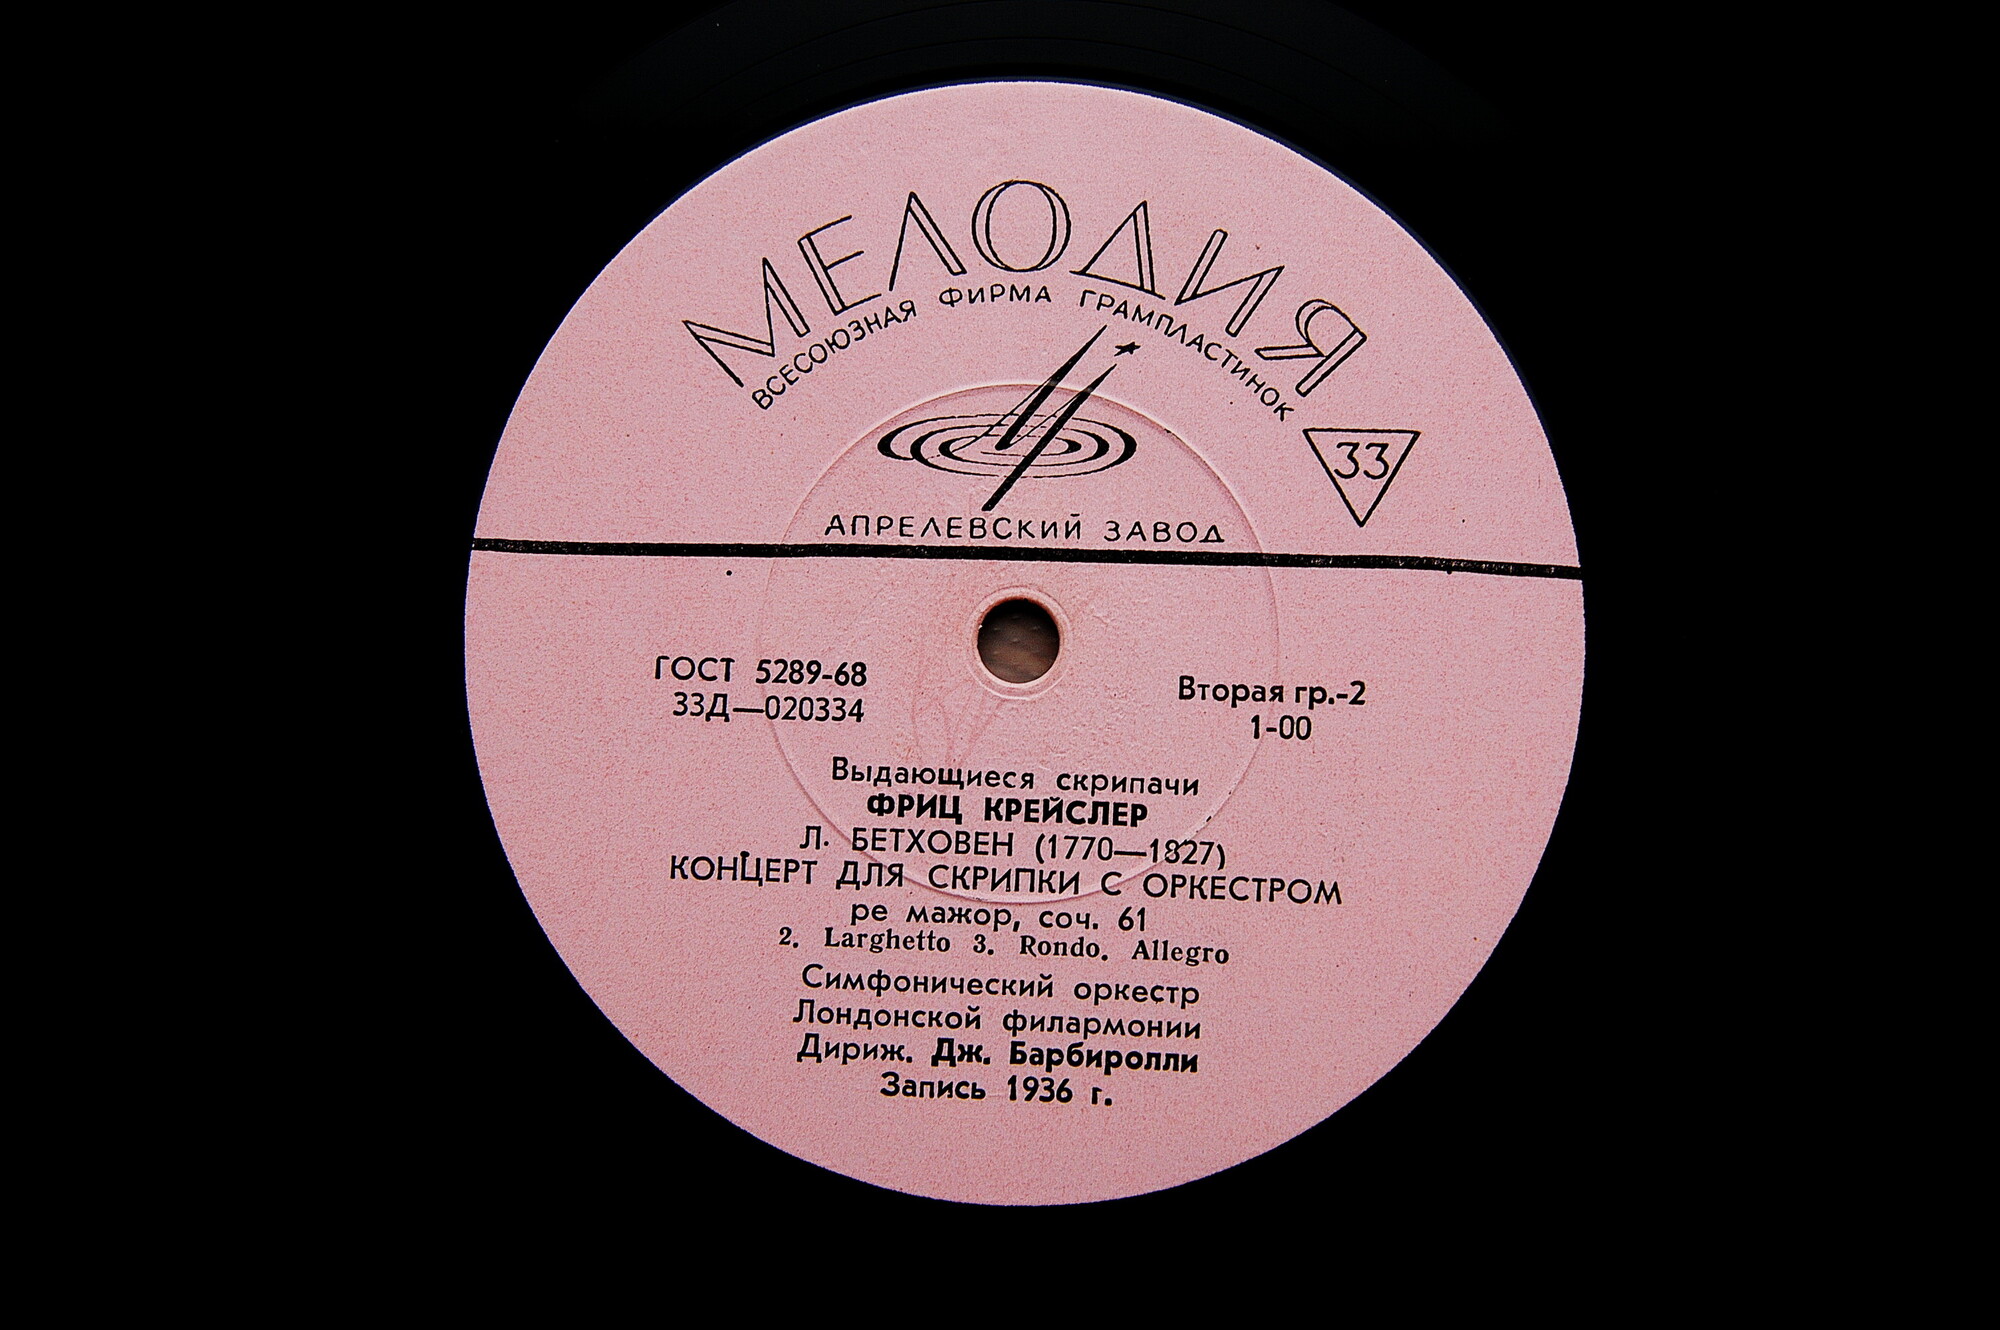 МЕЛОДИЯ
ВСЕСОЮЗНАЯ ФИРМА ГРАМПЛАСТИНОК
33
АПРЕЛЕВСКИЙ ЗАВОД
ГОСТ 5289-68
33Д—020334
Вторая гр.-2
1-00
Выдающиеся скрипачи
ФРИЦ КРЕЙСЛЕР
Л. БЕТХОВЕН (1770—1827)
КОНЦЕРТ ДЛЯ СКРИПКИ С ОРКЕСТРОМ
ре мажор, соч. 61
2. Larghetto 3. Rondo. Allegro
Симфонический оркестр
Лондонской филармонии
Дириж. Дж. Барбиролли
Запись 1936 г.